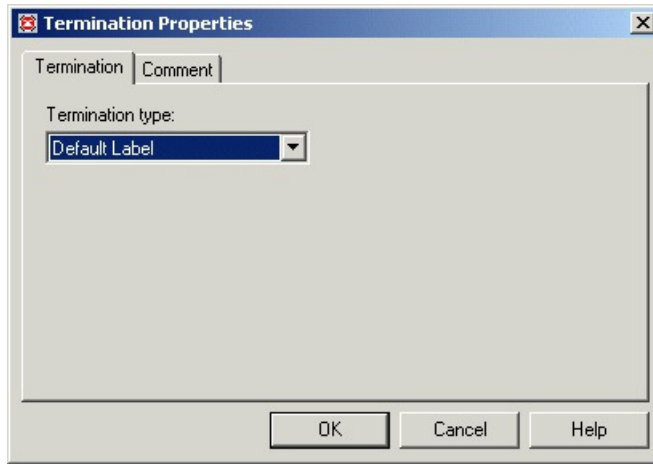 Termination Properties
Termination Comment
Termination type:
Default Label
OK Cancel Help